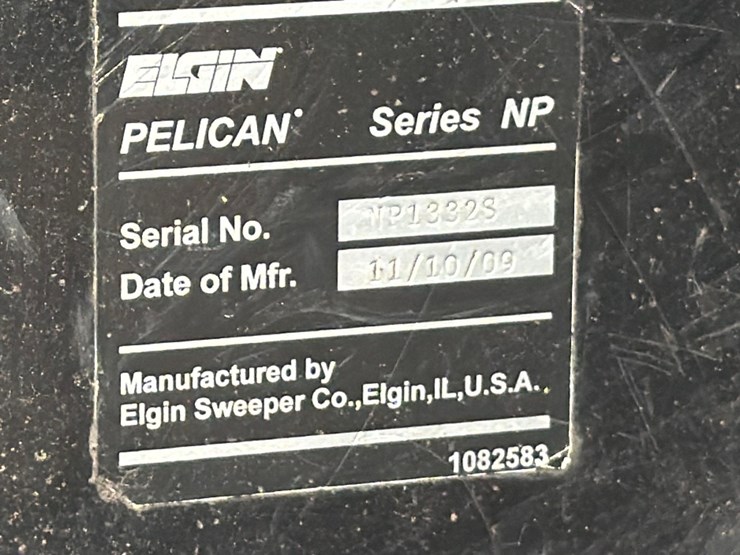 ELGIN
PELICAN® Series NP
Serial No. NP1332S
Date of Mfr. 11/10/09
Manufactured by
Elgin Sweeper Co.,Elgin,IL,U.S.A.
1082583